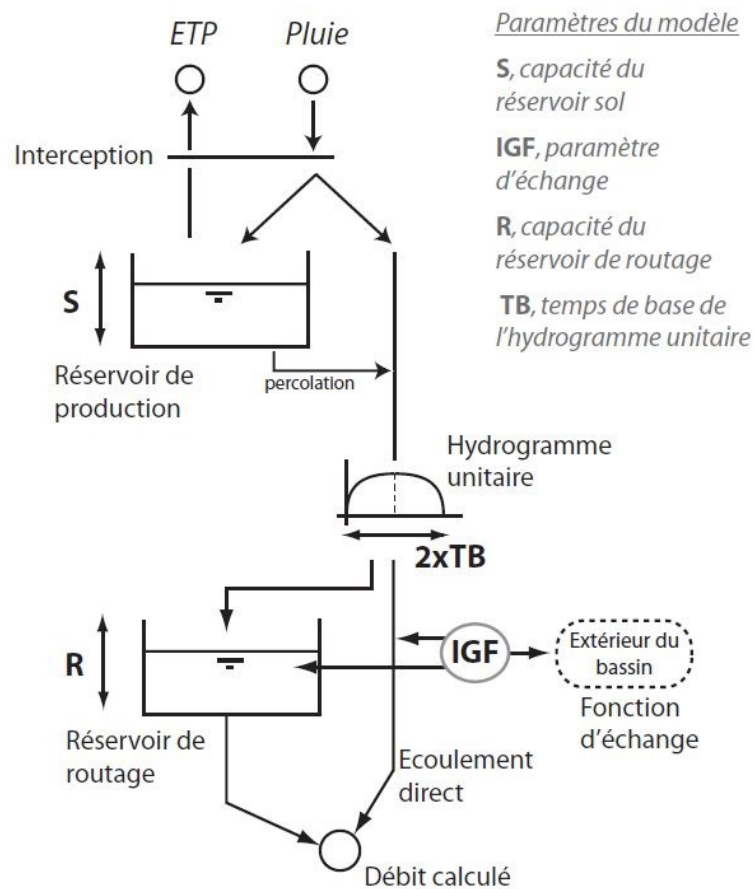 ETP
Pluie
Interception
S
Réservoir de
production
percolation
Hydrogramme
unitaire
2xTB
R
Réservoir de
routage
IGF
Extérieur du
bassin
Fonction
d'échange
Ecoulement
direct
Débit calculé
Paramètres du modèle
S, capacité du
réservoir sol
IGF, paramètre
d'échange
R, capacité du
réservoir de routage
TB, temps de base de
l'hydrogramme unitaire